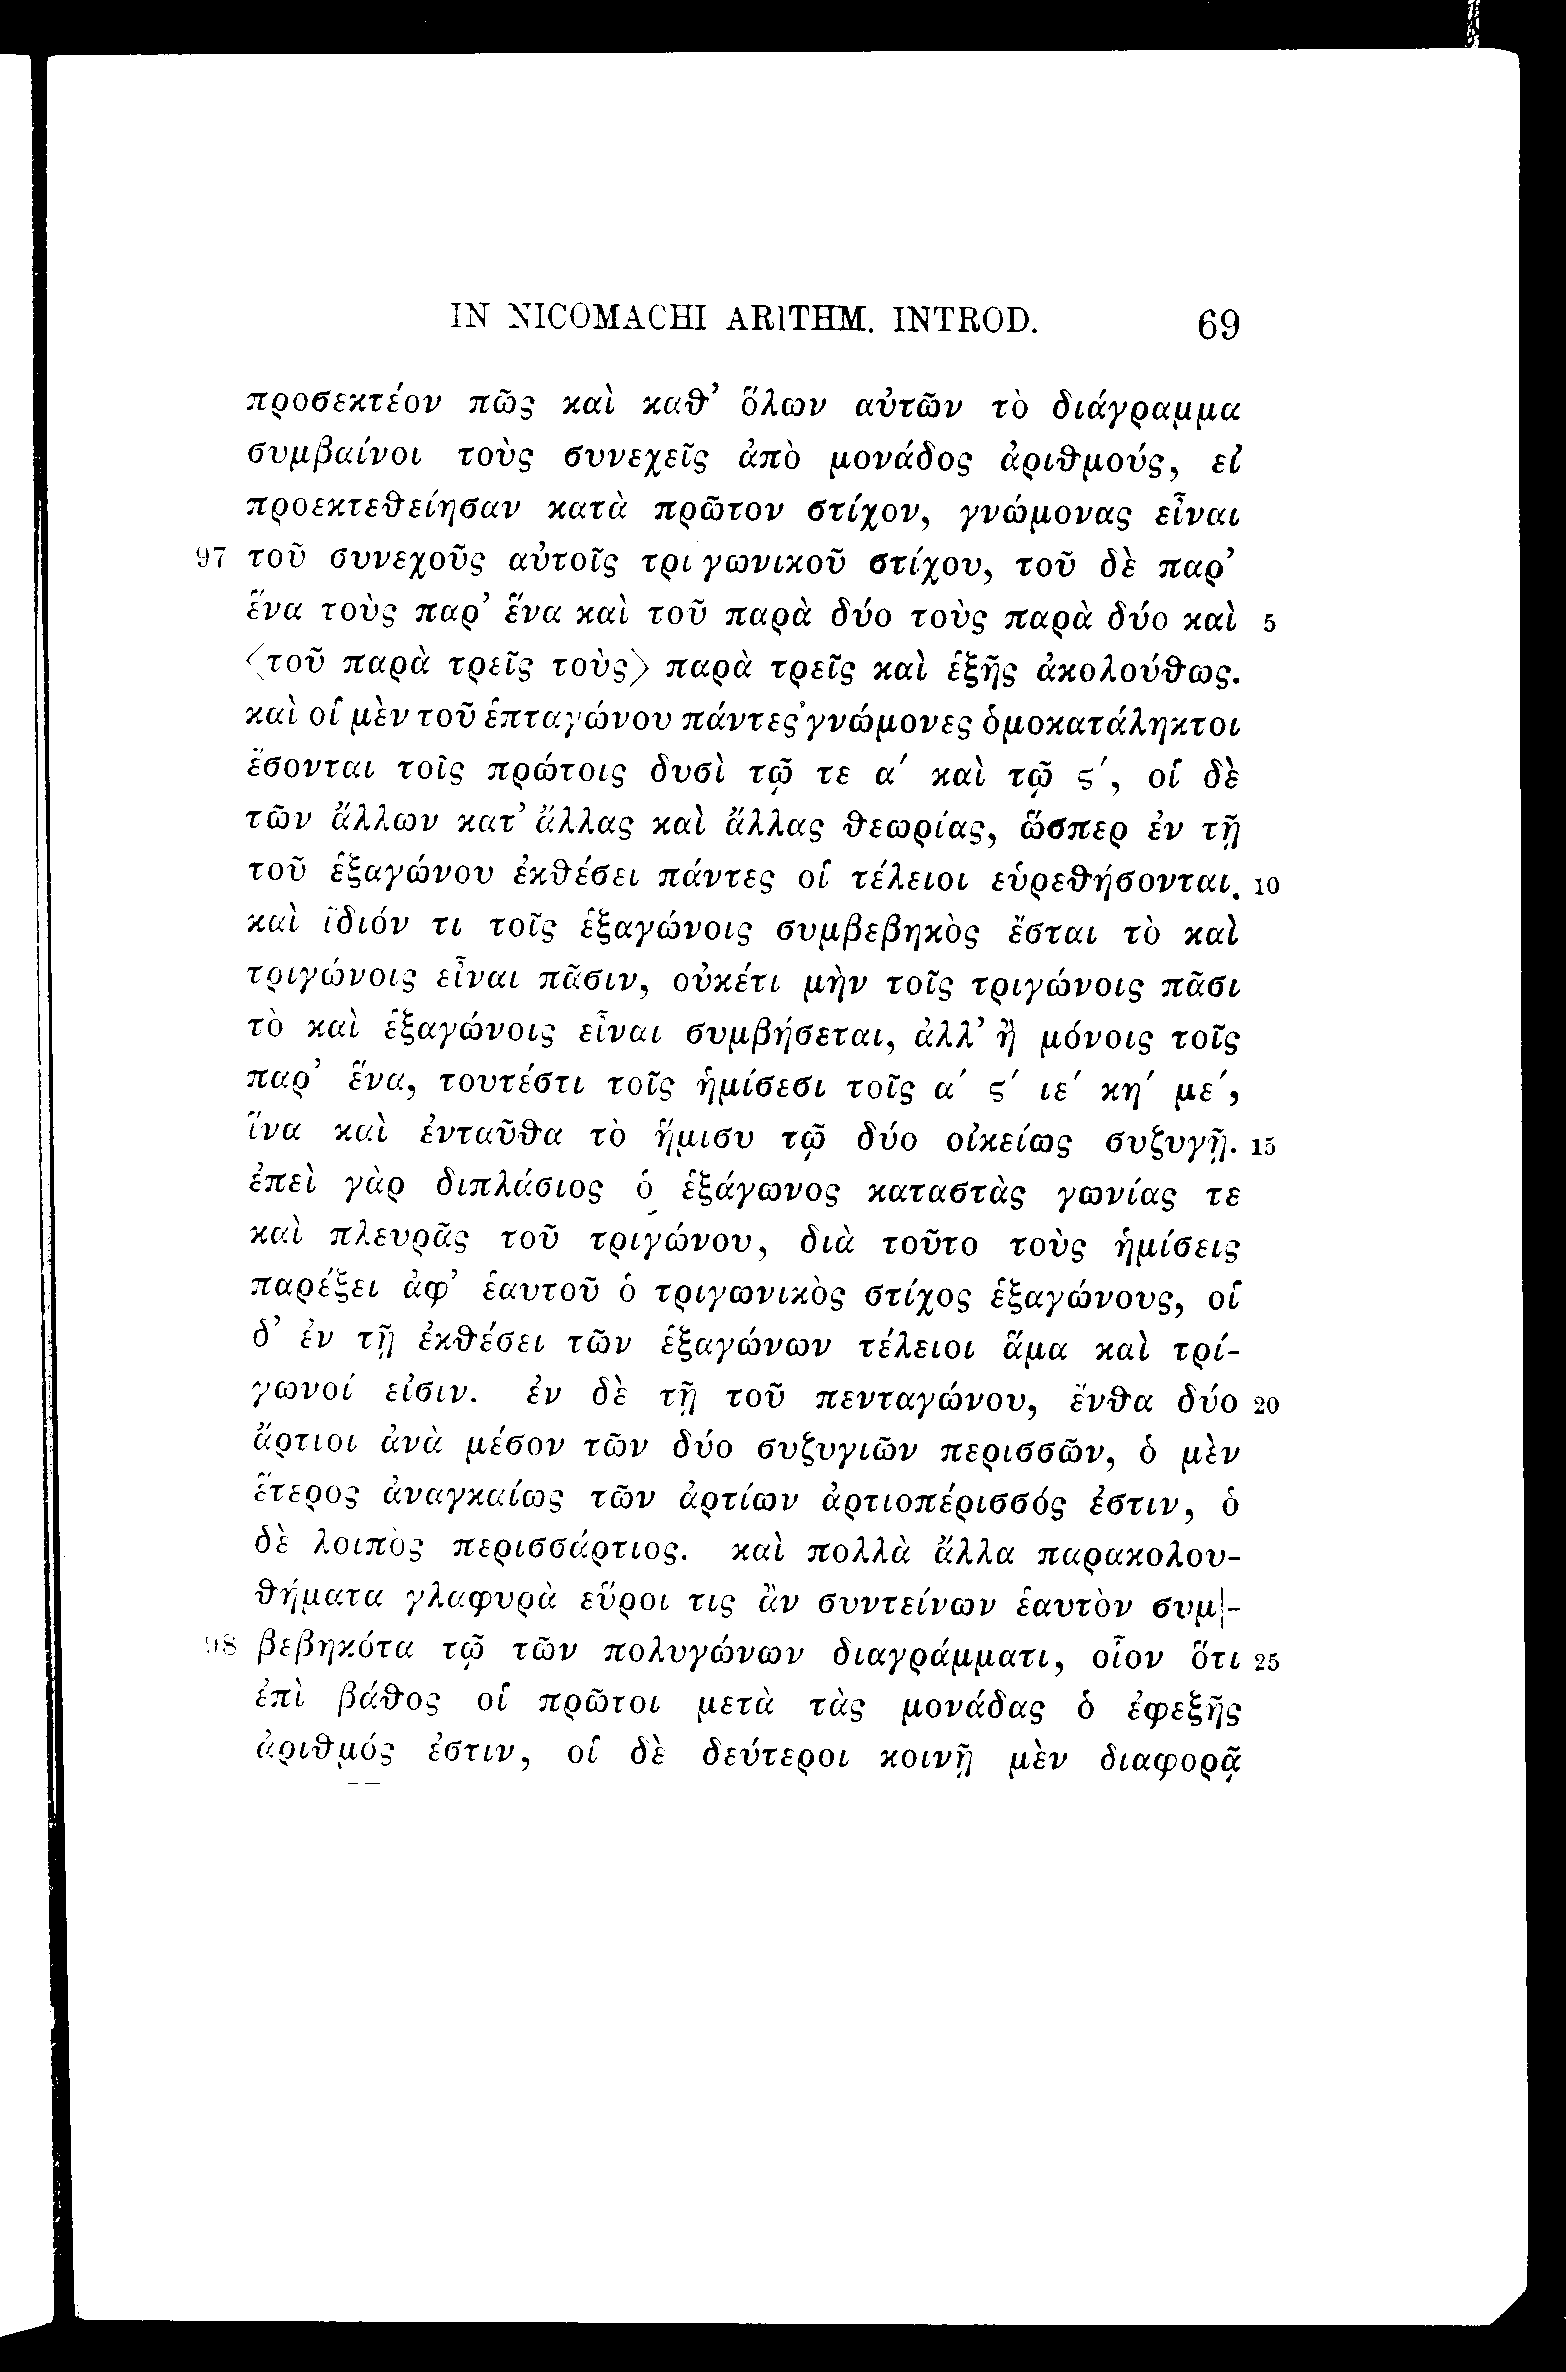 IN NICOMACHI ARITHM. INTROD. 69
προσεκτέον πῶς καὶ καθ’ ὅλων αὐτῶν τὸ διάγραμμα
συμβαίνοι τοὺς συνεχεῖς ἀπὸ μονάδος ἀριθμούς, εἰ
προεκτεθείησαν κατὰ πρῶτον στίχον, γνώμονας εἶναι
97 τοῦ συνεχοῦς αὐτοῖς τριγωνικοῦ στίχου, τοῦ δὲ παρ’
ἕνα τοὺς παρ’ ἕνα καὶ τοῦ παρὰ δύο τοὺς παρὰ δύο καὶ 5
〈τοῦ παρὰ τρεῖς τοὺς〉 παρὰ τρεῖς καὶ ἑξῆς ἀκολούθως.
καὶ οἱ μὲν τοῦ ἑπταγώνου πάντες γνώμονες ὁμοκατάληκτοι
ἔσονται τοῖς πρώτοις δυσὶ τῷ τε α΄ καὶ τῷ ϛ΄, οἱ δὲ
τῶν ἄλλων κατ’ ἄλλας καὶ ἄλλας θεωρίας, ὥσπερ ἐν τῇ
τοῦ ἑξαγώνου ἐκθέσει πάντες οἱ τέλειοι εὑρεθήσονται. 10
καὶ ἴδιόν τι τοῖς ἑξαγώνοις συμβεβηκὸς ἔσται τὸ καὶ
τριγώνοις εἶναι πᾶσιν, οὐκέτι μὴν τοῖς τριγώνοις πᾶσι
τὸ καὶ ἑξαγώνοις εἶναι συμβήσεται, ἀλλ’ ἢ μόνοις τοῖς
παρ’ ἕνα, τουτέστι τοῖς ἡμίσεσι τοῖς α΄ ϛ΄ ιε΄ κη΄ με΄,
ἵνα καὶ ἐνταῦθα τὸ ἥμισυ τῷ δύο οἰκείως συζυγῇ. 15
ἐπεὶ γὰρ διπλάσιος ὁ ἑξάγωνος καταστὰς γωνίας τε
καὶ πλευρᾶς τοῦ τριγώνου, διὰ τοῦτο τοὺς ἡμίσεις
παρέξει ἀφ’ ἑαυτοῦ ὁ τριγωνικὸς στίχος ἑξαγώνους, οἱ
δ’ ἐν τῇ ἐκθέσει τῶν ἑξαγώνων τέλειοι ἅμα καὶ τρί-
γωνοί εἰσιν. ἐν δὲ τῇ τοῦ πενταγώνου, ἔνθα δύο 20
ἄρτιοι ἀνὰ μέσον τῶν δύο συζυγιῶν περισσῶν, ὁ μὲν
ἕτερος ἀναγκαίως τῶν ἀρτίων ἀρτιοπέρισσός ἐστιν, ὁ
δὲ λοιπὸς περισσάρτιος. καὶ πολλὰ ἄλλα παρακολου-
θήματα γλαφυρὰ εὕροι τις ἂν συντείνων ἑαυτὸν συμ|-
98 βεβηκότα τῷ τῶν πολυγώνων διαγράμματι, οἷον ὅτι 25
ἐπὶ βάθος οἱ πρῶτοι μετὰ τὰς μονάδας ὁ ἐφεξῆς
ἀριθμός ἐστιν, οἱ δὲ δεύτεροι κοινῇ μὲν διαφορᾷ